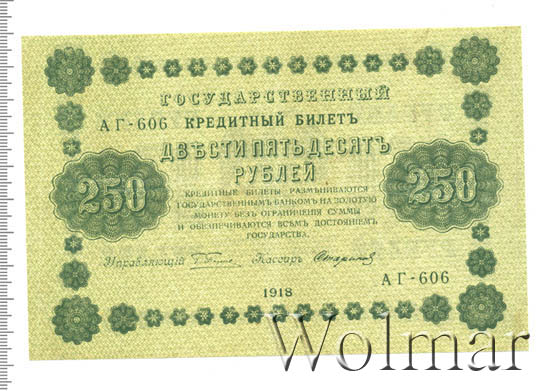 ГОСУДАРСТВЕННЫЙ
АГ-606 КРЕДИТНЫЙ БИЛЕТЪ
ДВѢСТИ ПЯТЬДЕСЯТЪ
РУБЛЕЙ
250 250
КРЕДИТНЫЕ БИЛЕТЫ РАЗМѢНИВАЮТСЯ
ГОСУДАРСТВЕННЫМЪ БАНКОМЪ НА ЗОЛОТУЮ
МОНЕТУ БЕЗЪ ОГРАНИЧЕНІЯ СУММЫ
И ОБЕЗПЕЧИВАЮТСЯ ВСѢМЪ ДОСТОЯНІЕМЪ
ГОСУДАРСТВА.
Управляющій Кассиръ
АГ-606
1918
Wolmar